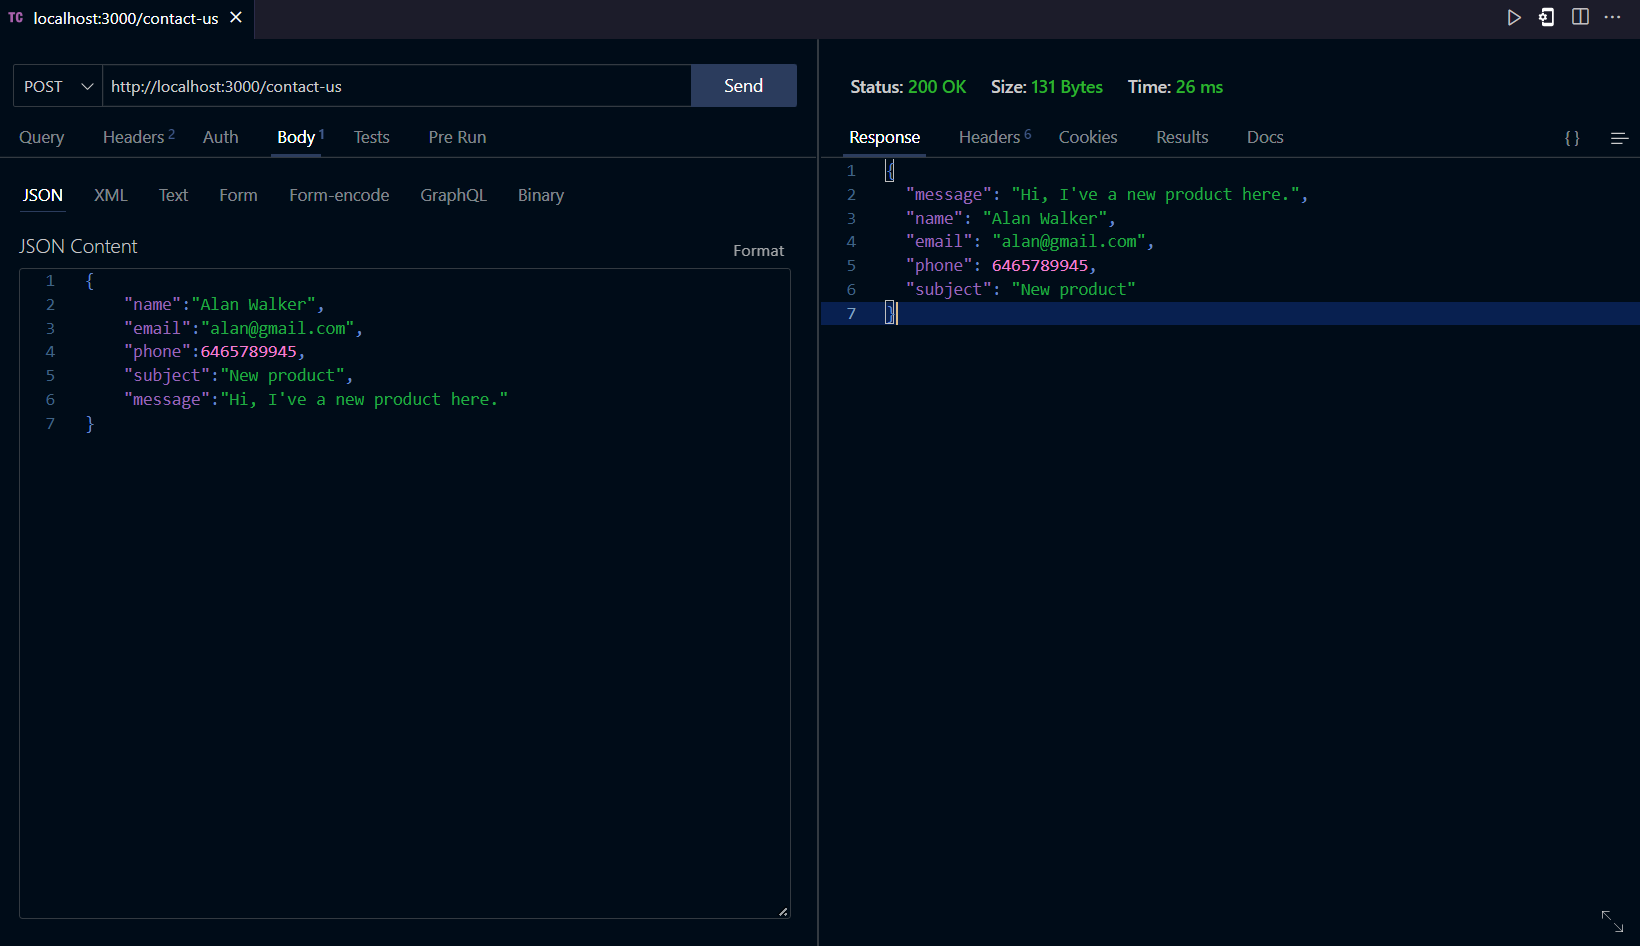 TC localhost:3000/contact-us
POST http://localhost:3000/contact-us Send
Query Headers 2 Auth Body 1 Tests Pre Run
JSON XML Text Form Form-encode GraphQL Binary
JSON Content
Format
1 {
2 "name":"Alan Walker",
3 "email":"alan@gmail.com",
4 "phone":6465789945,
5 "subject":"New product",
6 "message":"Hi, I've a new product here."
7 }
Status: 200 OK Size: 131 Bytes Time: 26 ms
Response Headers 6 Cookies Results Docs { }
1 {
2 "message": "Hi, I've a new product here.",
3 "name": "Alan Walker",
4 "email": "alan@gmail.com",
5 "phone": 6465789945,
6 "subject": "New product"
7 }